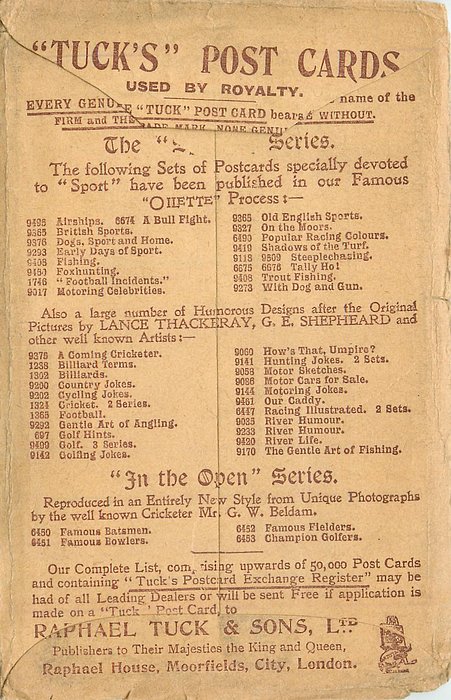 "TUCK'S" POST CARDS
USED BY ROYALTY.
EVERY GENU "TUCK" POST CARD bears name of the
FIRM and THE TRADE MARK, NONE GENU WITHOUT.
The " Series.
The following Sets of Postcards specially devoted
to "Sport" have been published in our Famous
"OILETTE" Process:—
9495 Airships. 6674 A Bull Fight.
9365 British Sports.
9376 Dogs, Sport and Home.
9293 Early Days of Sport.
9408 Fishing.
9450 Foxhunting.
1746 "Football Incidents."
9017 Motoring Celebrities.
9365 Old English Sports.
9327 On the Moors.
6490 Popular Racing Colours.
9419 Shadows of the Turf.
9118 9509 Steeplechasing.
6675 6676 Tally Ho!
9408 Trout Fishing.
9273 With Dog and Gun.
Also a large number of Humorous Designs after the Original
Pictures by LANCE THACKERAY, G. E. SHEPHEARD and
other well known Artists:—
9375 A Coming Cricketer.
1238 Billiard Terms.
1302 Billiards.
9200 Country Jokes.
9202 Cycling Jokes.
1324 Cricket. 2 Series.
1365 Football.
9292 Gentle Art of Angling.
697 Golf Hints.
9499 Golf. 3 Series.
9142 Golfing Jokes.
9060 How's That, Umpire?
9141 Hunting Jokes. 2 Sets.
9058 Motor Sketches.
9086 Motor Cars for Sale.
9144 Motoring Jokes.
9461 Our Caddy.
6447 Racing Illustrated. 2 Sets.
9035 River Humour.
9233 River Humour.
9420 River Life.
9170 The Gentle Art of Fishing.
"In the Open" Series.
Reproduced in an Entirely New Style from Unique Photographs
by the well known Cricketer Mr. G. W. Beldam.
6450 Famous Batsmen.
6451 Famous Bowlers.
6452 Famous Fielders.
6453 Champion Golfers.
Our Complete List, com rising upwards of 50,000 Post Cards
and containing "Tuck's Postcard Exchange Register" may be
had of all Leading Dealers or will be sent Free if application is
made on a "Tuck" Post Card, to
RAPHAEL TUCK & SONS, LTD
Publishers to Their Majesties the King and Queen,
Raphael House, Moorfields, City, London.